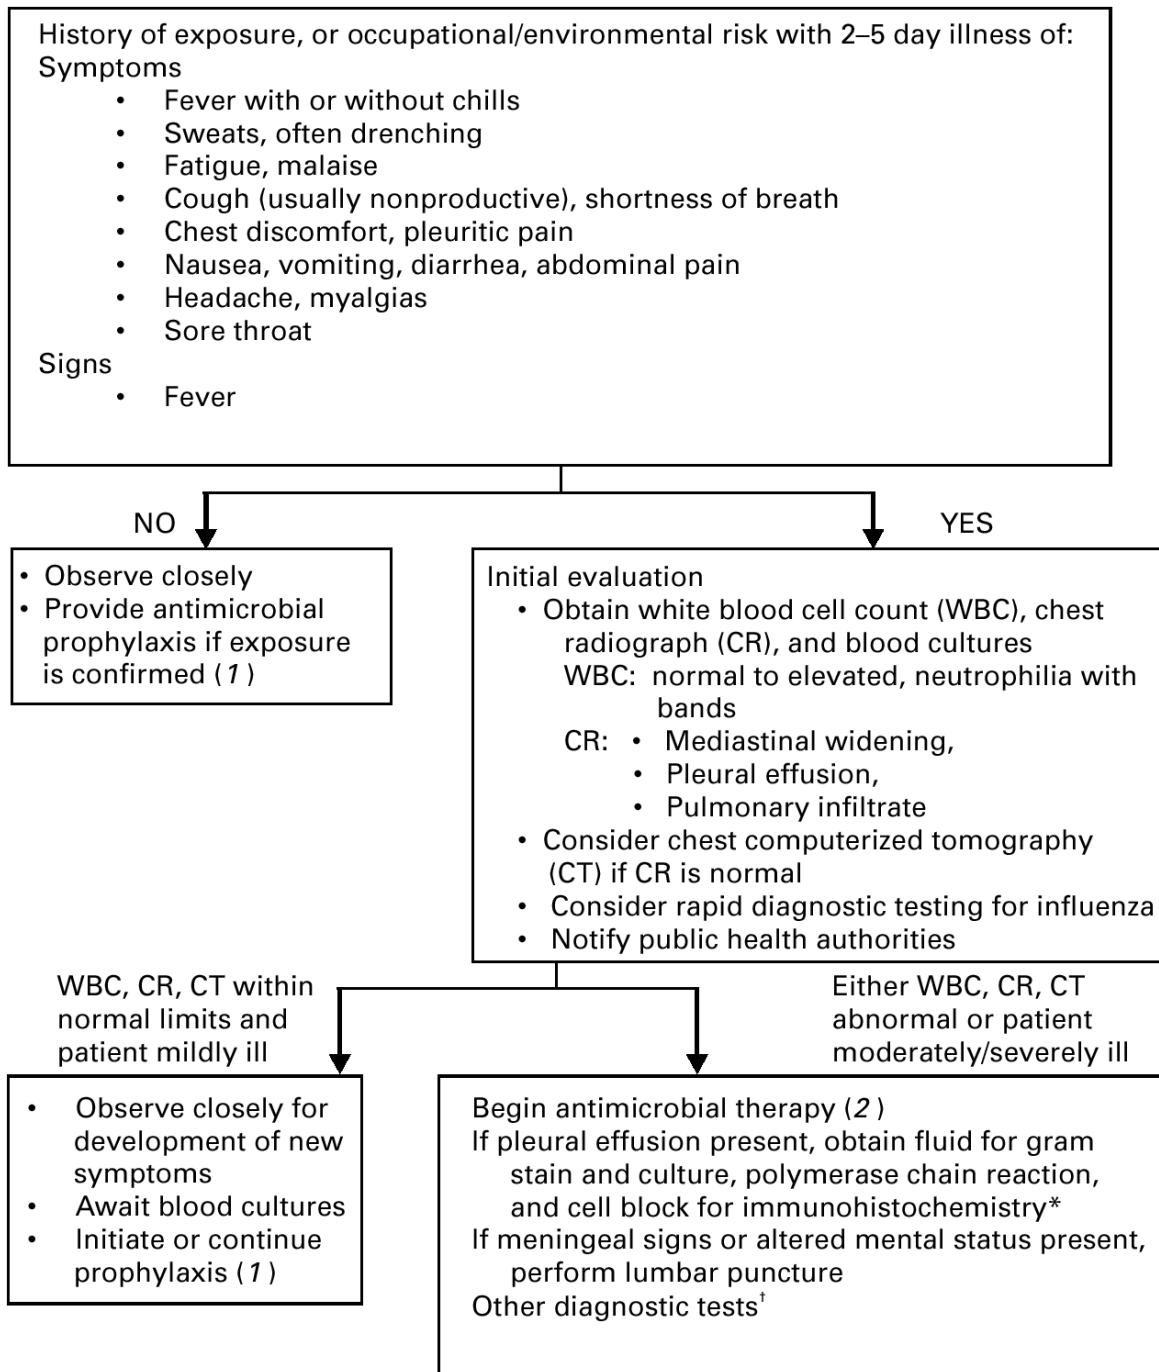 History of exposure, or occupational/environmental risk with 2–5 day illness of:
Symptoms
• Fever with or without chills
• Sweats, often drenching
• Fatigue, malaise
• Cough (usually nonproductive), shortness of breath
• Chest discomfort, pleuritic pain
• Nausea, vomiting, diarrhea, abdominal pain
• Headache, myalgias
• Sore throat
Signs
• Fever
NO
• Observe closely
• Provide antimicrobial
prophylaxis if exposure
is confirmed (1)
YES
Initial evaluation
• Obtain white blood cell count (WBC), chest
radiograph (CR), and blood cultures
WBC: normal to elevated, neutrophilia with
bands
CR: • Mediastinal widening,
• Pleural effusion,
• Pulmonary infiltrate
• Consider chest computerized tomography
(CT) if CR is normal
• Consider rapid diagnostic testing for influenza
• Notify public health authorities
WBC, CR, CT within
normal limits and
patient mildly ill
• Observe closely for
development of new
symptoms
• Await blood cultures
• Initiate or continue
prophylaxis (1)
Either WBC, CR, CT
abnormal or patient
moderately/severely ill
Begin antimicrobial therapy (2)
If pleural effusion present, obtain fluid for gram
stain and culture, polymerase chain reaction,
and cell block for immunohistochemistry*
If meningeal signs or altered mental status present,
perform lumbar puncture
Other diagnostic tests†